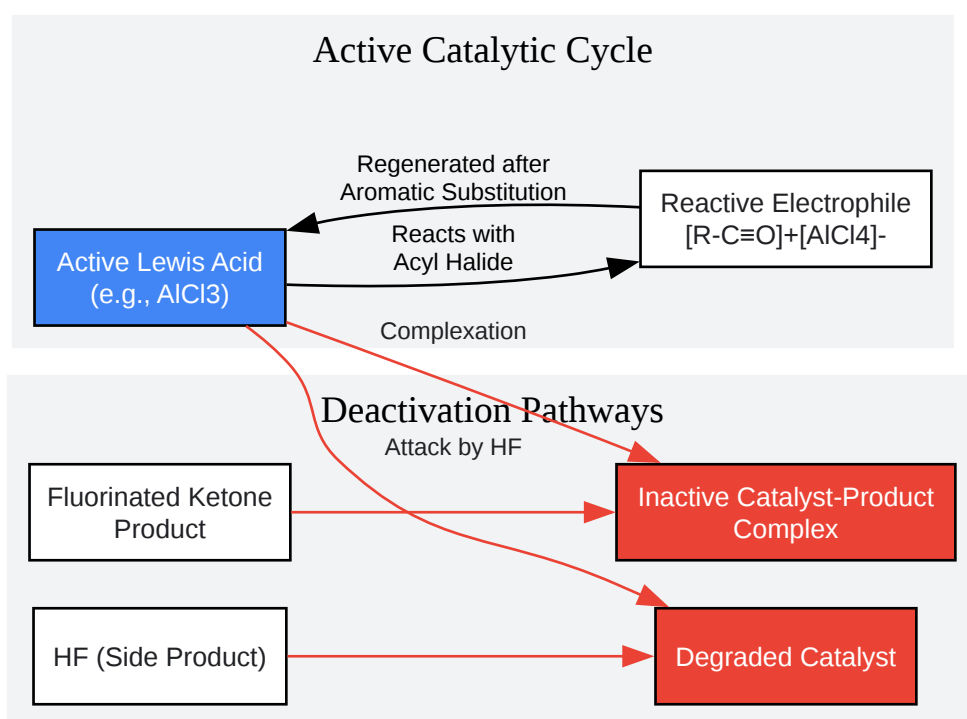 Active Catalytic Cycle
Regenerated after
Aromatic Substitution
Reactive Electrophile
[R-C≡O]+[AlCl4]-
Reacts with
Acyl Halide
Active Lewis Acid
(e.g., AlCl3)
Complexation
Deactivation Pathways
Attack by HF
Fluorinated Ketone
Product
Inactive Catalyst-Product
Complex
HF (Side Product)
Degraded Catalyst